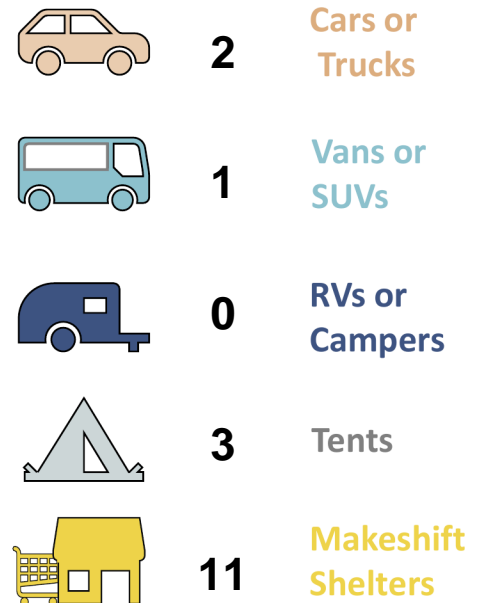 2 Cars or
Trucks
1 Vans or
SUVs
0 RVs or
Campers
3 Tents
11 Makeshift
Shelters